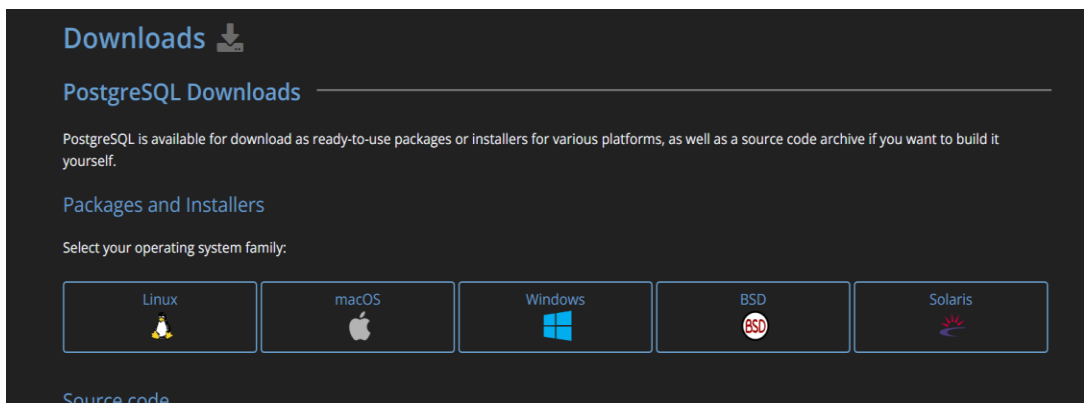 Downloads
PostgreSQL Downloads
PostgreSQL is available for download as ready-to-use packages or installers for various platforms, as well as a source code archive if you want to build it
yourself.
Packages and Installers
Select your operating system family:
Linux
macOS
Windows
BSD
Solaris
BSD
Source code